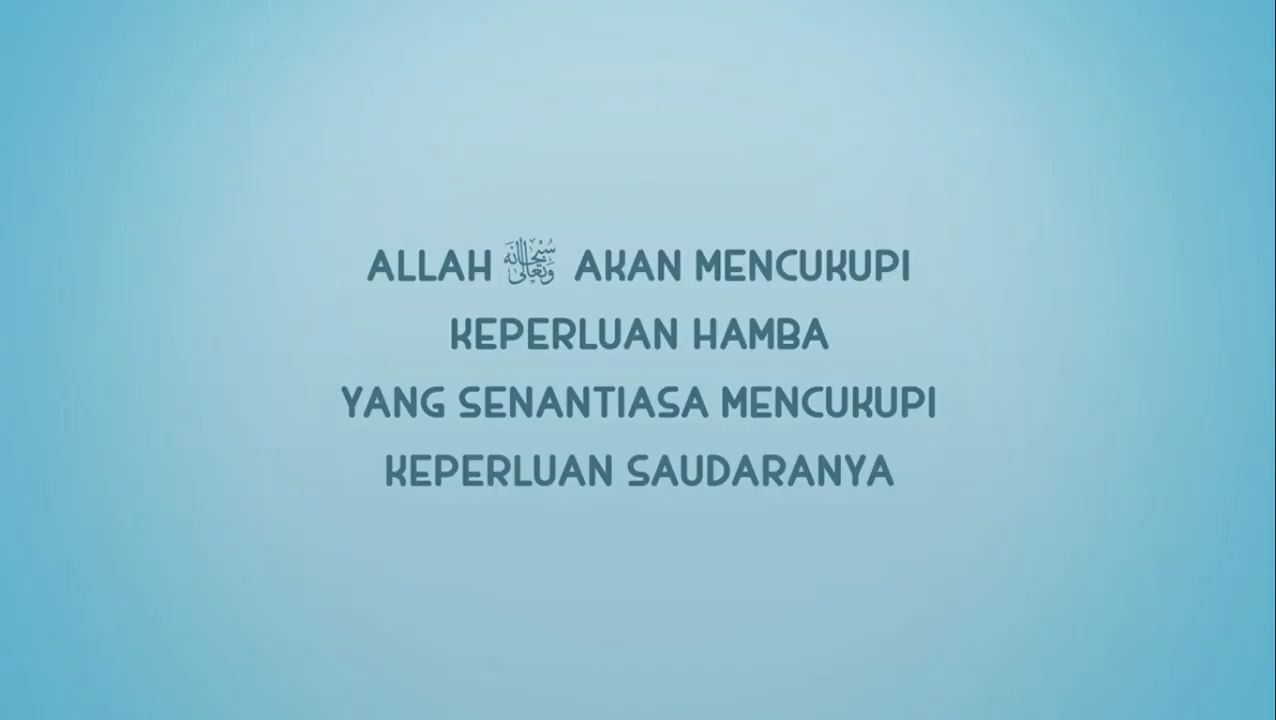 ALLAH سُبْحَانَهُ وَتَعَالَى AKAN MENCUKUPI
KEPERLUAN HAMBA
YANG SENANTIASA MENCUKUPI
KEPERLUAN SAUDARANYA